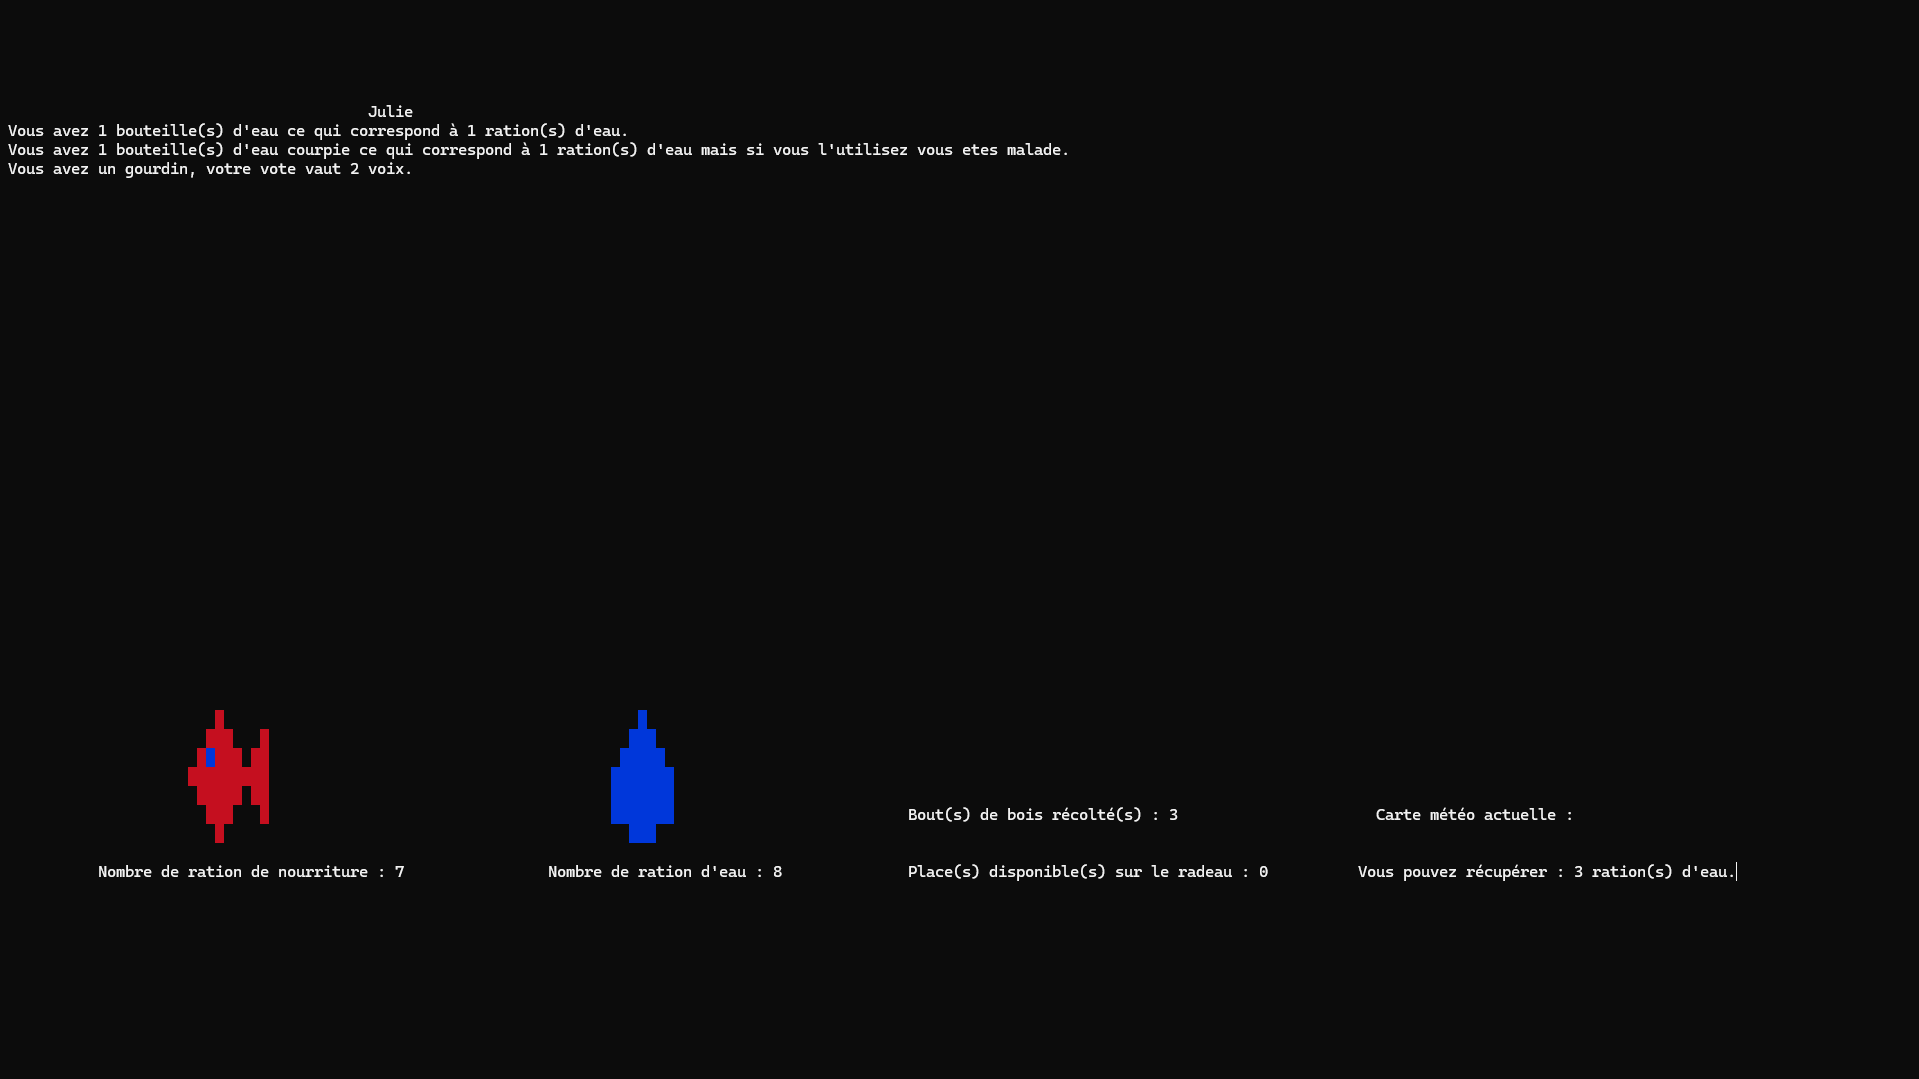 Julie
Vous avez 1 bouteille(s) d'eau ce qui correspond à 1 ration(s) d'eau.
Vous avez 1 bouteille(s) d'eau courpie ce qui correspond à 1 ration(s) d'eau mais si vous l'utilisez vous etes malade.
Vous avez un gourdin, votre vote vaut 2 voix.
Bout(s) de bois récolté(s) : 3
Carte météo actuelle :
Nombre de ration de nourriture : 7
Nombre de ration d'eau : 8
Place(s) disponible(s) sur le radeau : 0
Vous pouvez récupérer : 3 ration(s) d'eau.